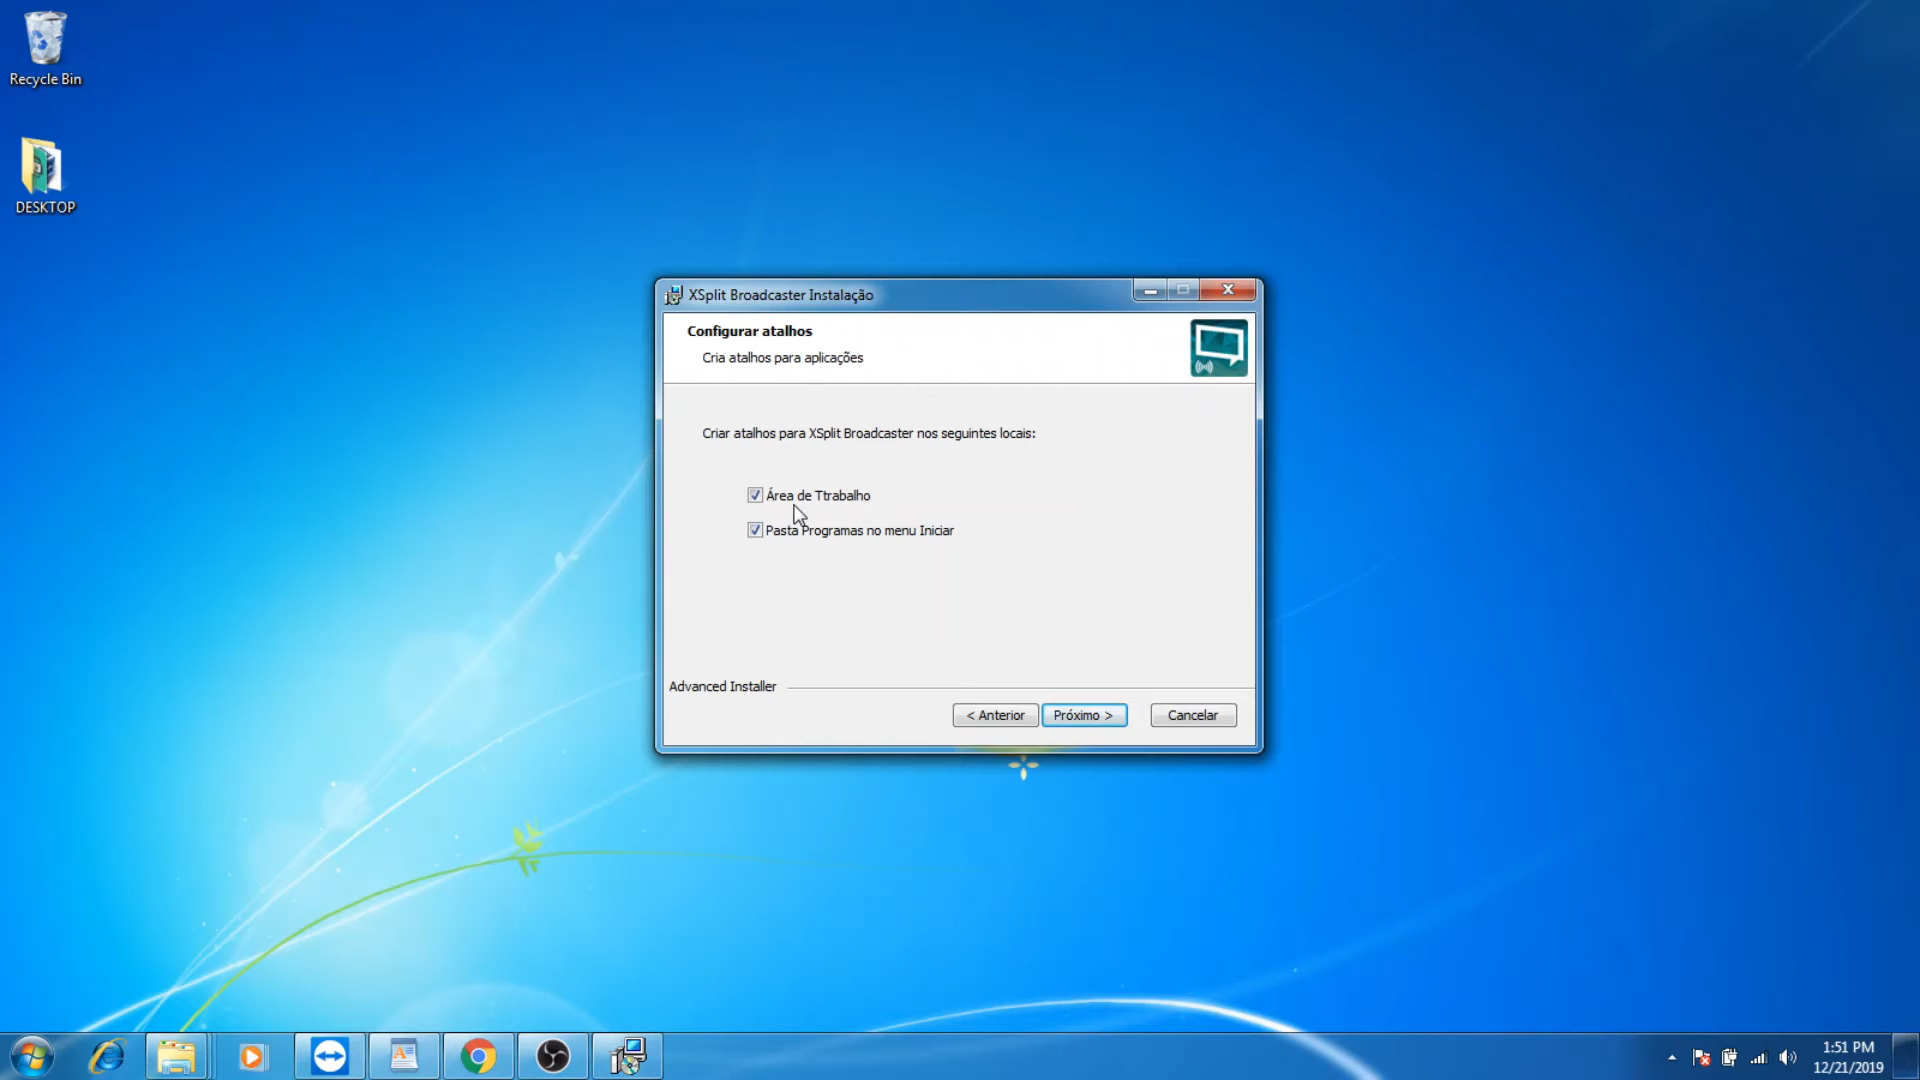 Recycle Bin
DESKTOP
XSplit Broadcaster Instalação
Configurar atalhos
Cria atalhos para aplicações
Criar atalhos para XSplit Broadcaster nos seguintes locais:
Área de Ttrabalho
Pasta Programas no menu Iniciar
Advanced Installer
< Anterior
Próximo >
Cancelar
1:51 PM
12/21/2019